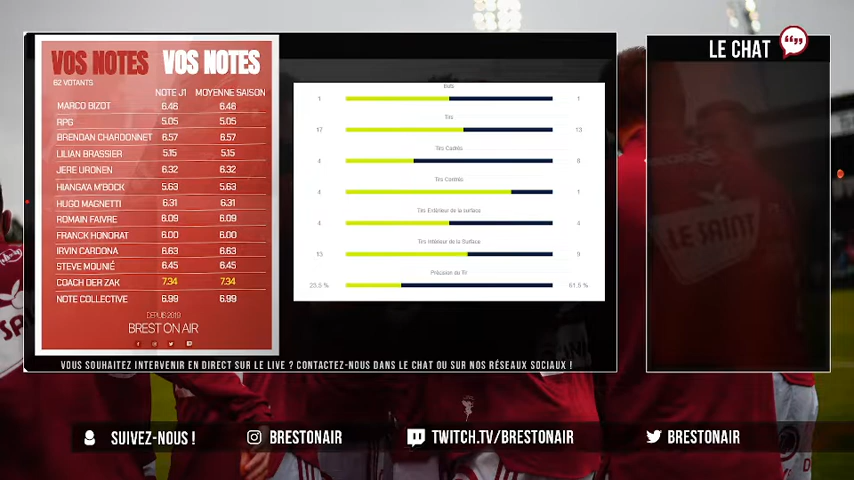 VOS NOTES VOS NOTES
62 VOTANTS
NOTE J1 MOYENNE SAISON
MARCO BIZOT 6.46 6.46
RPG 5.05 5.05
BRENDAN CHARDONNET 6.57 6.57
LILIAN BRASSIER 5.15 5.15
JERE URONEN 6.32 6.32
HIANGA'A M'BOCK 5.63 5.63
HUGO MAGNETTI 6.31 6.31
ROMAIN FAIVRE 6.09 6.09
FRANCK HONORAT 6.00 6.00
IRVIN CARDONA 6.63 6.63
STEVE MOUNIÉ 6.45 6.45
COACH DER ZAK 7.34 7.34
NOTE COLLECTIVE 6.99 6.99
DEPUIS 2019
BREST ON AIR
Buts
1 1
Tirs
17 13
Tirs Cadrés
4 8
Tirs Contrés
4 1
Tirs Extérieur de la surface
4 4
Tirs Intérieur de la Surface
13 9
Précision de Tir
23,5 % 61,5 %
LE CHAT
LE SAINT
VOUS SOUHAITEZ INTERVENIR EN DIRECT SUR LE LIVE ? CONTACTEZ-NOUS DANS LE CHAT OU SUR NOS RÉSEAUX SOCIAUX !
SUIVEZ-NOUS ! BRESTONAIR TWITCH.TV/BRESTONAIR BRESTONAIR